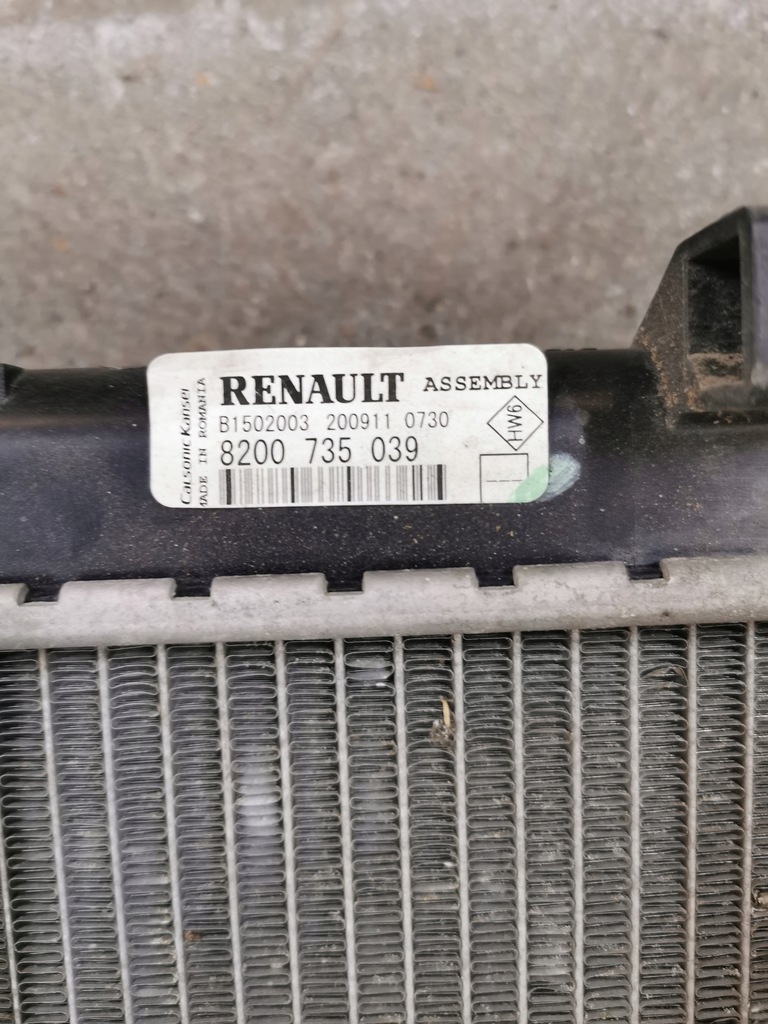 RENAULT ASSEMBLY
B1502003 200911 0730
8200 735 039
HW6
Calsonic Kansei
MADE IN ROMANIA